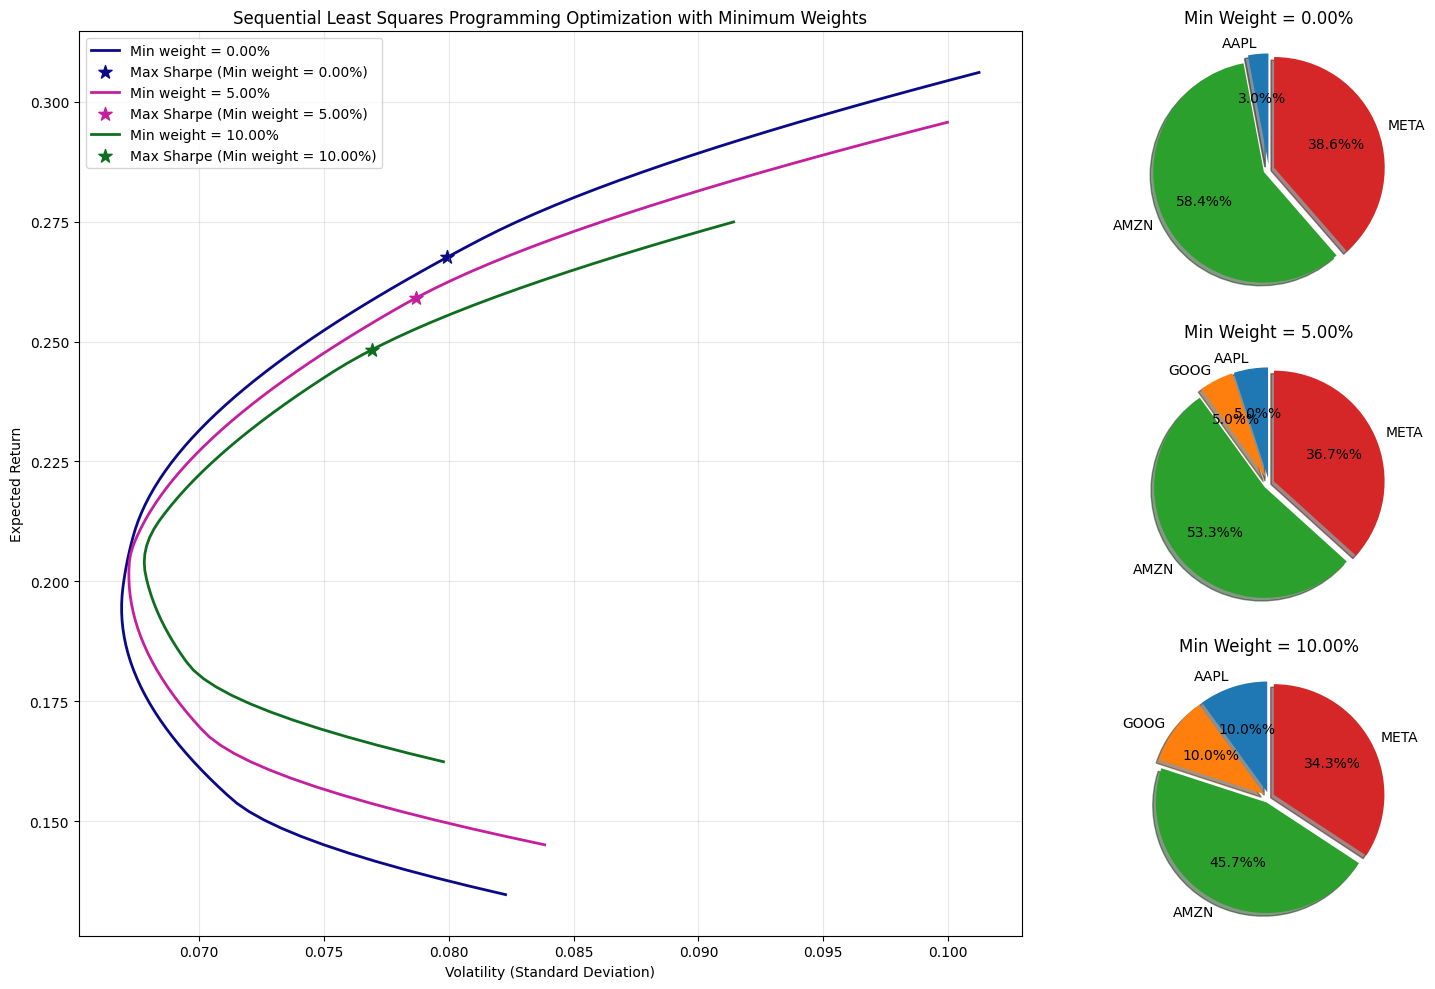 Sequential Least Squares Programming Optimization with Minimum Weights
Min weight = 0.00%
Max Sharpe (Min weight = 0.00%)
Min weight = 5.00%
Max Sharpe (Min weight = 5.00%)
Min weight = 10.00%
Max Sharpe (Min weight = 10.00%)
Expected Return
0.300
0.275
0.250
0.225
0.200
0.175
0.150
0.070
0.075
0.080
0.085
0.090
0.095
0.100
Volatility (Standard Deviation)
Min Weight = 0.00%
AAPL
3.0%%
META
38.6%%
58.4%%
AMZN
Min Weight = 5.00%
AAPL
GOOG
5.0%%
5.0%%
META
36.7%%
53.3%%
AMZN
Min Weight = 10.00%
AAPL
GOOG
10.0%%
10.0%%
META
34.3%%
45.7%%
AMZN